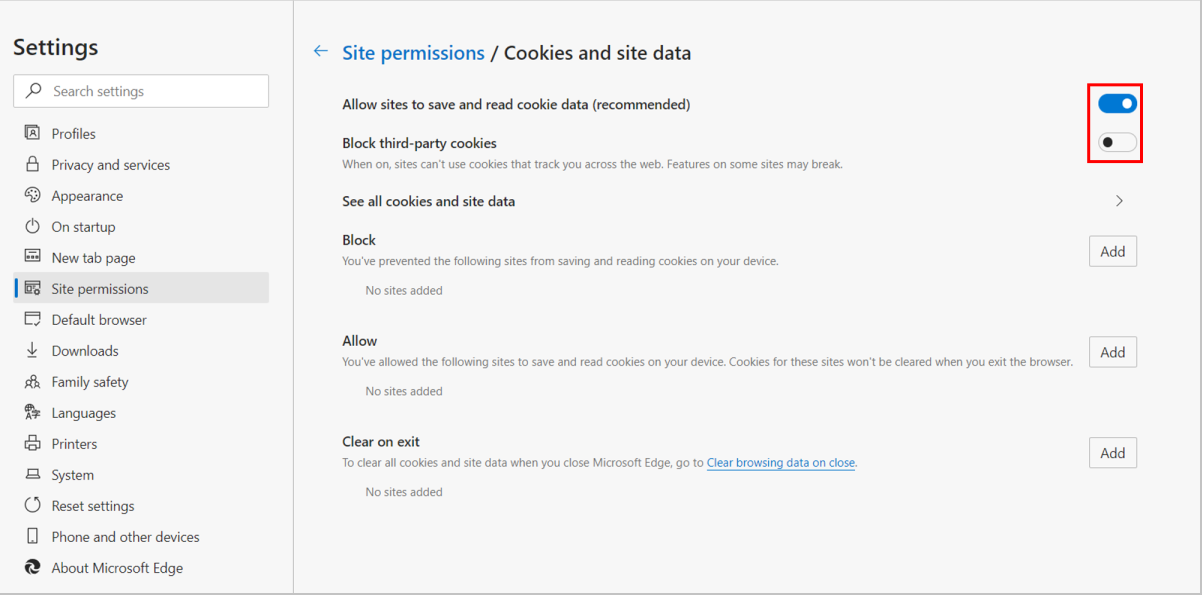 Settings
Search settings
Profiles
Privacy and services
Appearance
On startup
New tab page
Site permissions
Default browser
Downloads
Family safety
Languages
Printers
System
Reset settings
Phone and other devices
About Microsoft Edge
Site permissions / Cookies and site data
Allow sites to save and read cookie data (recommended)
Block third-party cookies
When on, sites can't use cookies that track you across the web. Features on some sites may break.
See all cookies and site data
Block
You've prevented the following sites from saving and reading cookies on your device.
Add
No sites added
Allow
You've allowed the following sites to save and read cookies on your device. Cookies for these sites won't be cleared when you exit the browser.
Add
No sites added
Clear on exit
To clear all cookies and site data when you close Microsoft Edge, go to Clear browsing data on close.
Add
No sites added